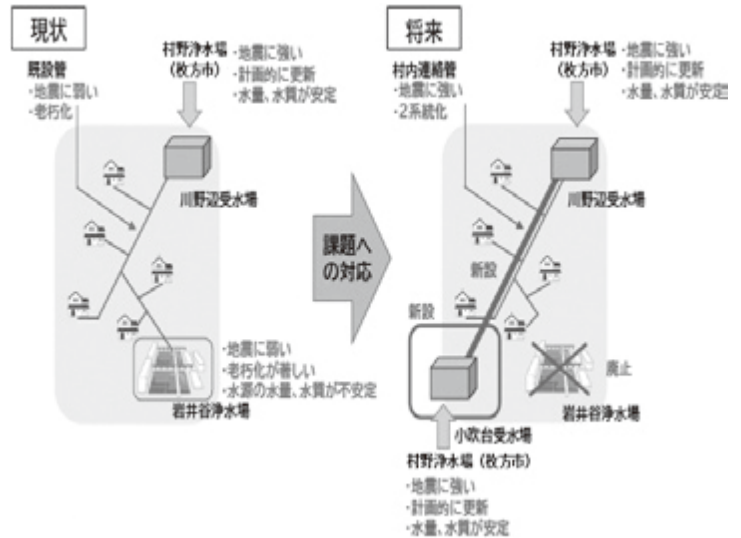 現状
村野浄水場
(枚方市)
・地震に強い
・計画的に更新
・水量、水質が安定
既設管
・地震に弱い
・老朽化
川野辺受水場
・地震に弱い
・老朽化が著しい
・水源の水量、水質が不安定
岩井谷浄水場
課題へ
の対応
将来
村野浄水場
(枚方市)
・地震に強い
・計画的に更新
・水量、水質が安定
村内連絡管
・地震に強い
・2系統化
川野辺受水場
新設
新設
廃止
岩井谷浄水場
小吹台受水場
村野浄水場(枚方市)
・地震に強い
・計画的に更新
・水量、水質が安定